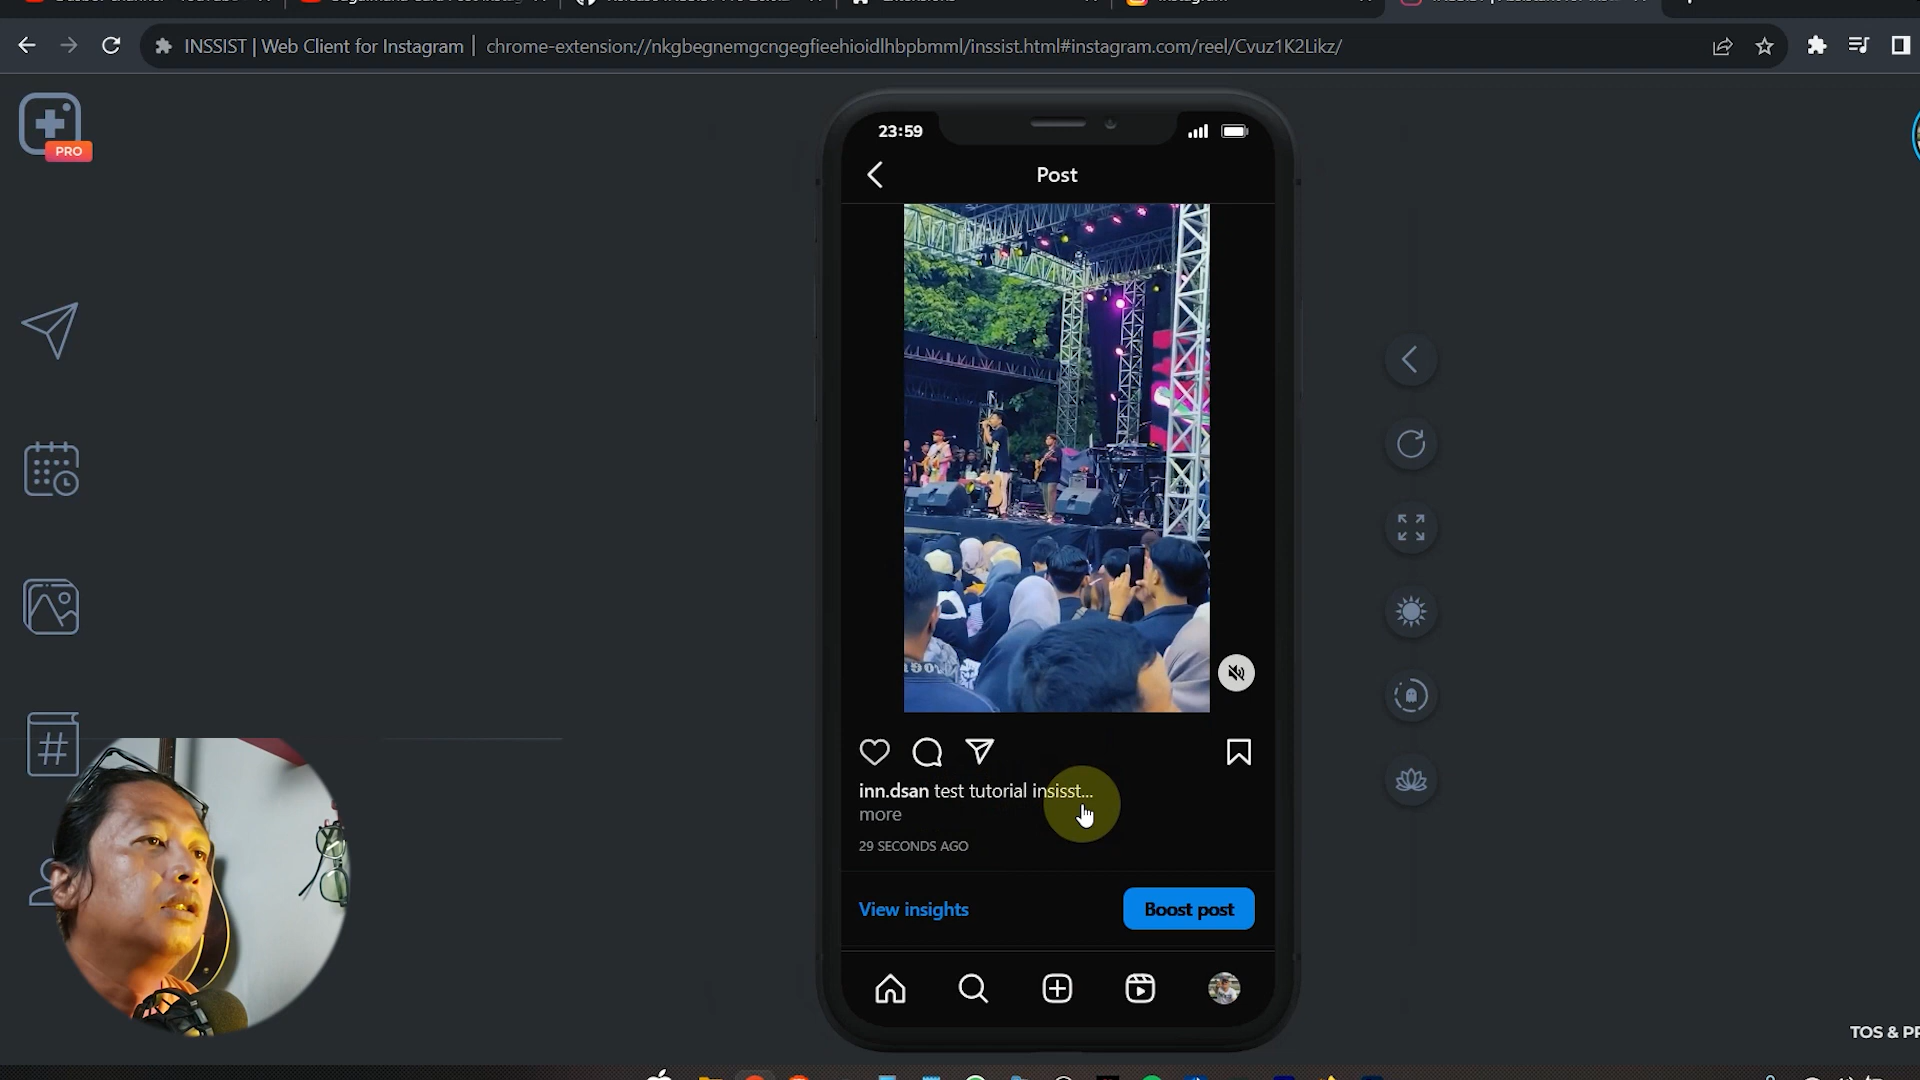 INSSIST | Web Client for Instagram | chrome-extension://nkgbegnemgcngegfieehioidlhbpbmml/inssist.html#instagram.com/reel/Cvuz1K2Likz/
PRO
23:59
Post
inn.dsan test tutorial insisst...
more
29 SECONDS AGO
View insights
Boost post
#
TOS & PR